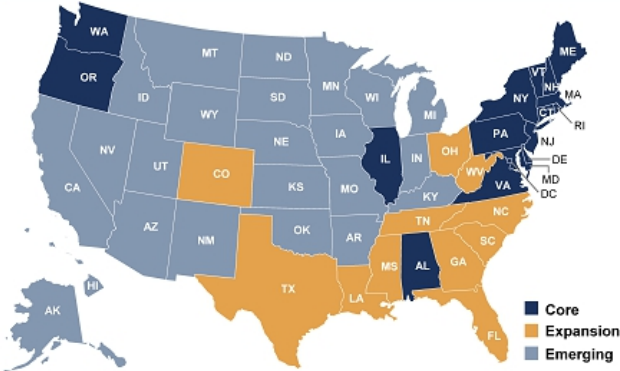 WA
OR
CA
NV
ID
MT
WY
UT
AZ
CO
NM
ND
SD
NE
KS
OK
TX
MN
IA
MO
AR
LA
WI
IL
MI
IN
OH
KY
TN
MS
AL
GA
FL
SC
NC
VA
WV
PA
NY
VT
NH
ME
MA
CT
RI
NJ
DE
MD
DC
AK
HI
Core
Expansion
Emerging